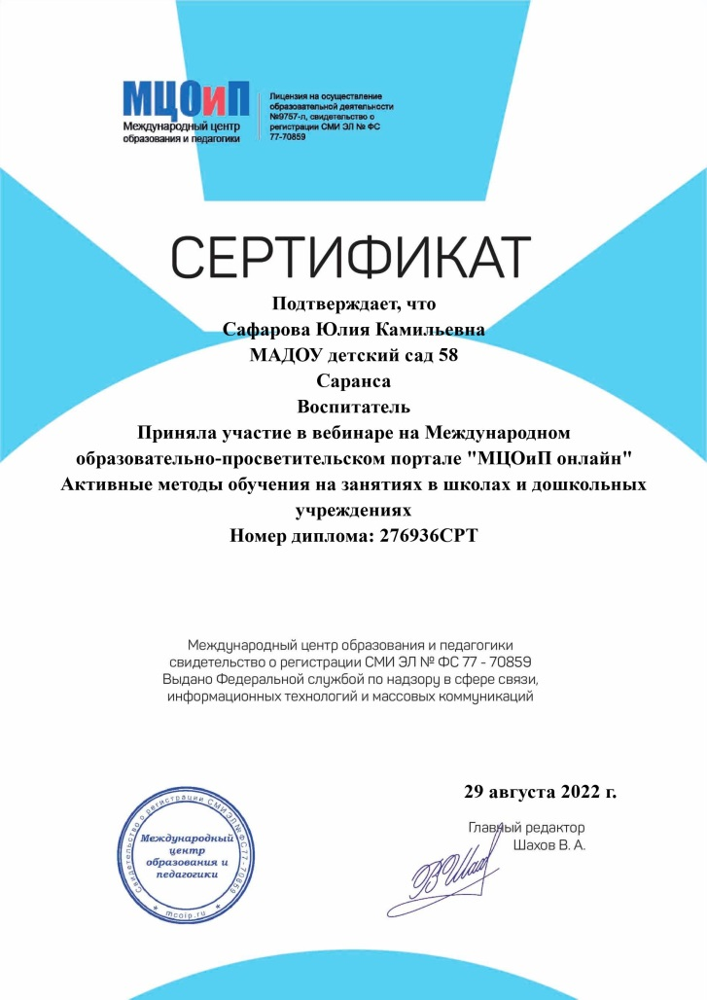 МЦОиП
Международный центр
образования и педагогики
Лицензия на осуществление
образовательной деятельности
№9757-л, свидетельство о
регистрации СМИ ЭЛ № ФС
77-70859
СЕРТИФИКАТ
Подтверждает, что
Сафарова Юлия Камильевна
МАДОУ детский сад 58
Саранса
Воспитатель
Приняла участие в вебинаре на Международном
образовательно-просветительском портале "МЦОиП онлайн"
Активные методы обучения на занятиях в школах и дошкольных
учреждениях
Номер диплома: 276936СРТ
Международный центр образования и педагогики
свидетельство о регистрации СМИ ЭЛ № ФС 77 - 70859
Выдано Федеральной службой по надзору в сфере связи,
информационных технологий и массовых коммуникаций
29 августа 2022 г.
Главный редактор
Шахов В. А.
Свидетельство о регистрации СМИ ЭЛ № ФС 77-70859
Международный
центр
образования и
педагогики
mcoip.ru
ВШах